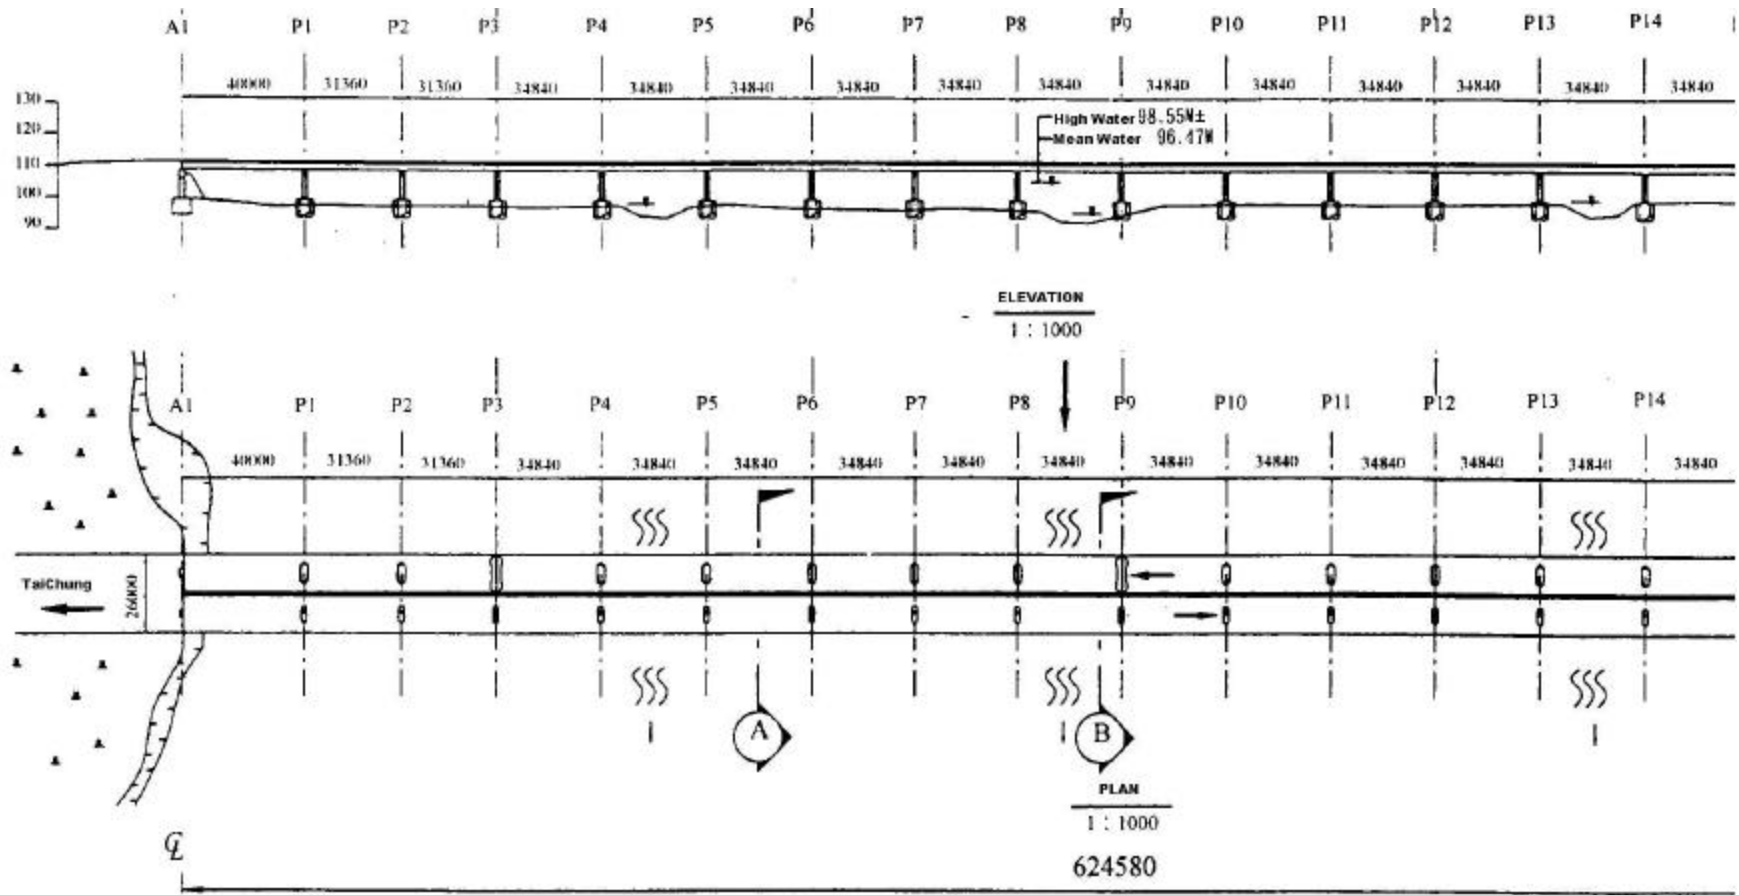 A1 P1 P2 P3 P4 P5 P6 P7 P8 P9 P10 P11 P12 P13 P14
40000 31360 31360 34840 34840 34840 34840 34840 34840 34840 34840 34840 34840 34840 34840
130
120
110
100
90
High Water 98.55M±
Mean Water 96.47M
ELEVATION
1 : 1000
A1 P1 P2 P3 P4 P5 P6 P7 P8 P9 P10 P11 P12 P13 P14
40000 31360 31360 34840 34840 34840 34840 34840 34840 34840 34840 34840 34840 34840 34840
TaiChung
26000
A B
PLAN
1 : 1000
℄
624580